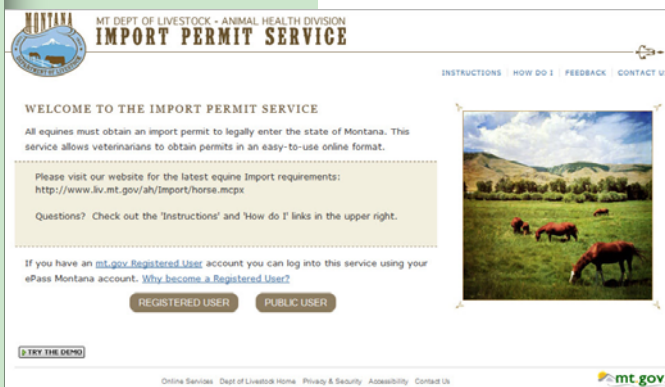 MONTANA
DEPARTMENT OF LIVESTOCK
MT DEPT OF LIVESTOCK - ANIMAL HEALTH DIVISION
IMPORT PERMIT SERVICE
INSTRUCTIONS | HOW DO I | FEEDBACK | CONTACT U
WELCOME TO THE IMPORT PERMIT SERVICE
All equines must obtain an import permit to legally enter the state of Montana. This
service allows veterinarians to obtain permits in an easy-to-use online format.
Please visit our website for the latest equine Import requirements:
http://www.liv.mt.gov/ah/Import/horse.mcpx
Questions? Check out the 'Instructions' and 'How do I' links in the upper right.
If you have an mt.gov Registered User account you can log into this service using your
ePass Montana account. Why become a Registered User?
REGISTERED USER PUBLIC USER
TRY THE DEMO
Online Services Dept of Livestock Home Privacy & Security Accessibility Contact Us
mt.gov